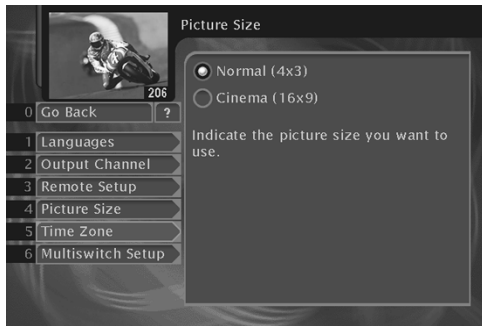 Picture Size
206
0 Go Back ?
1 Languages
2 Output Channel
3 Remote Setup
4 Picture Size
5 Time Zone
6 Multiswitch Setup
Normal (4x3)
Cinema (16x9)
Indicate the picture size you want to
use.